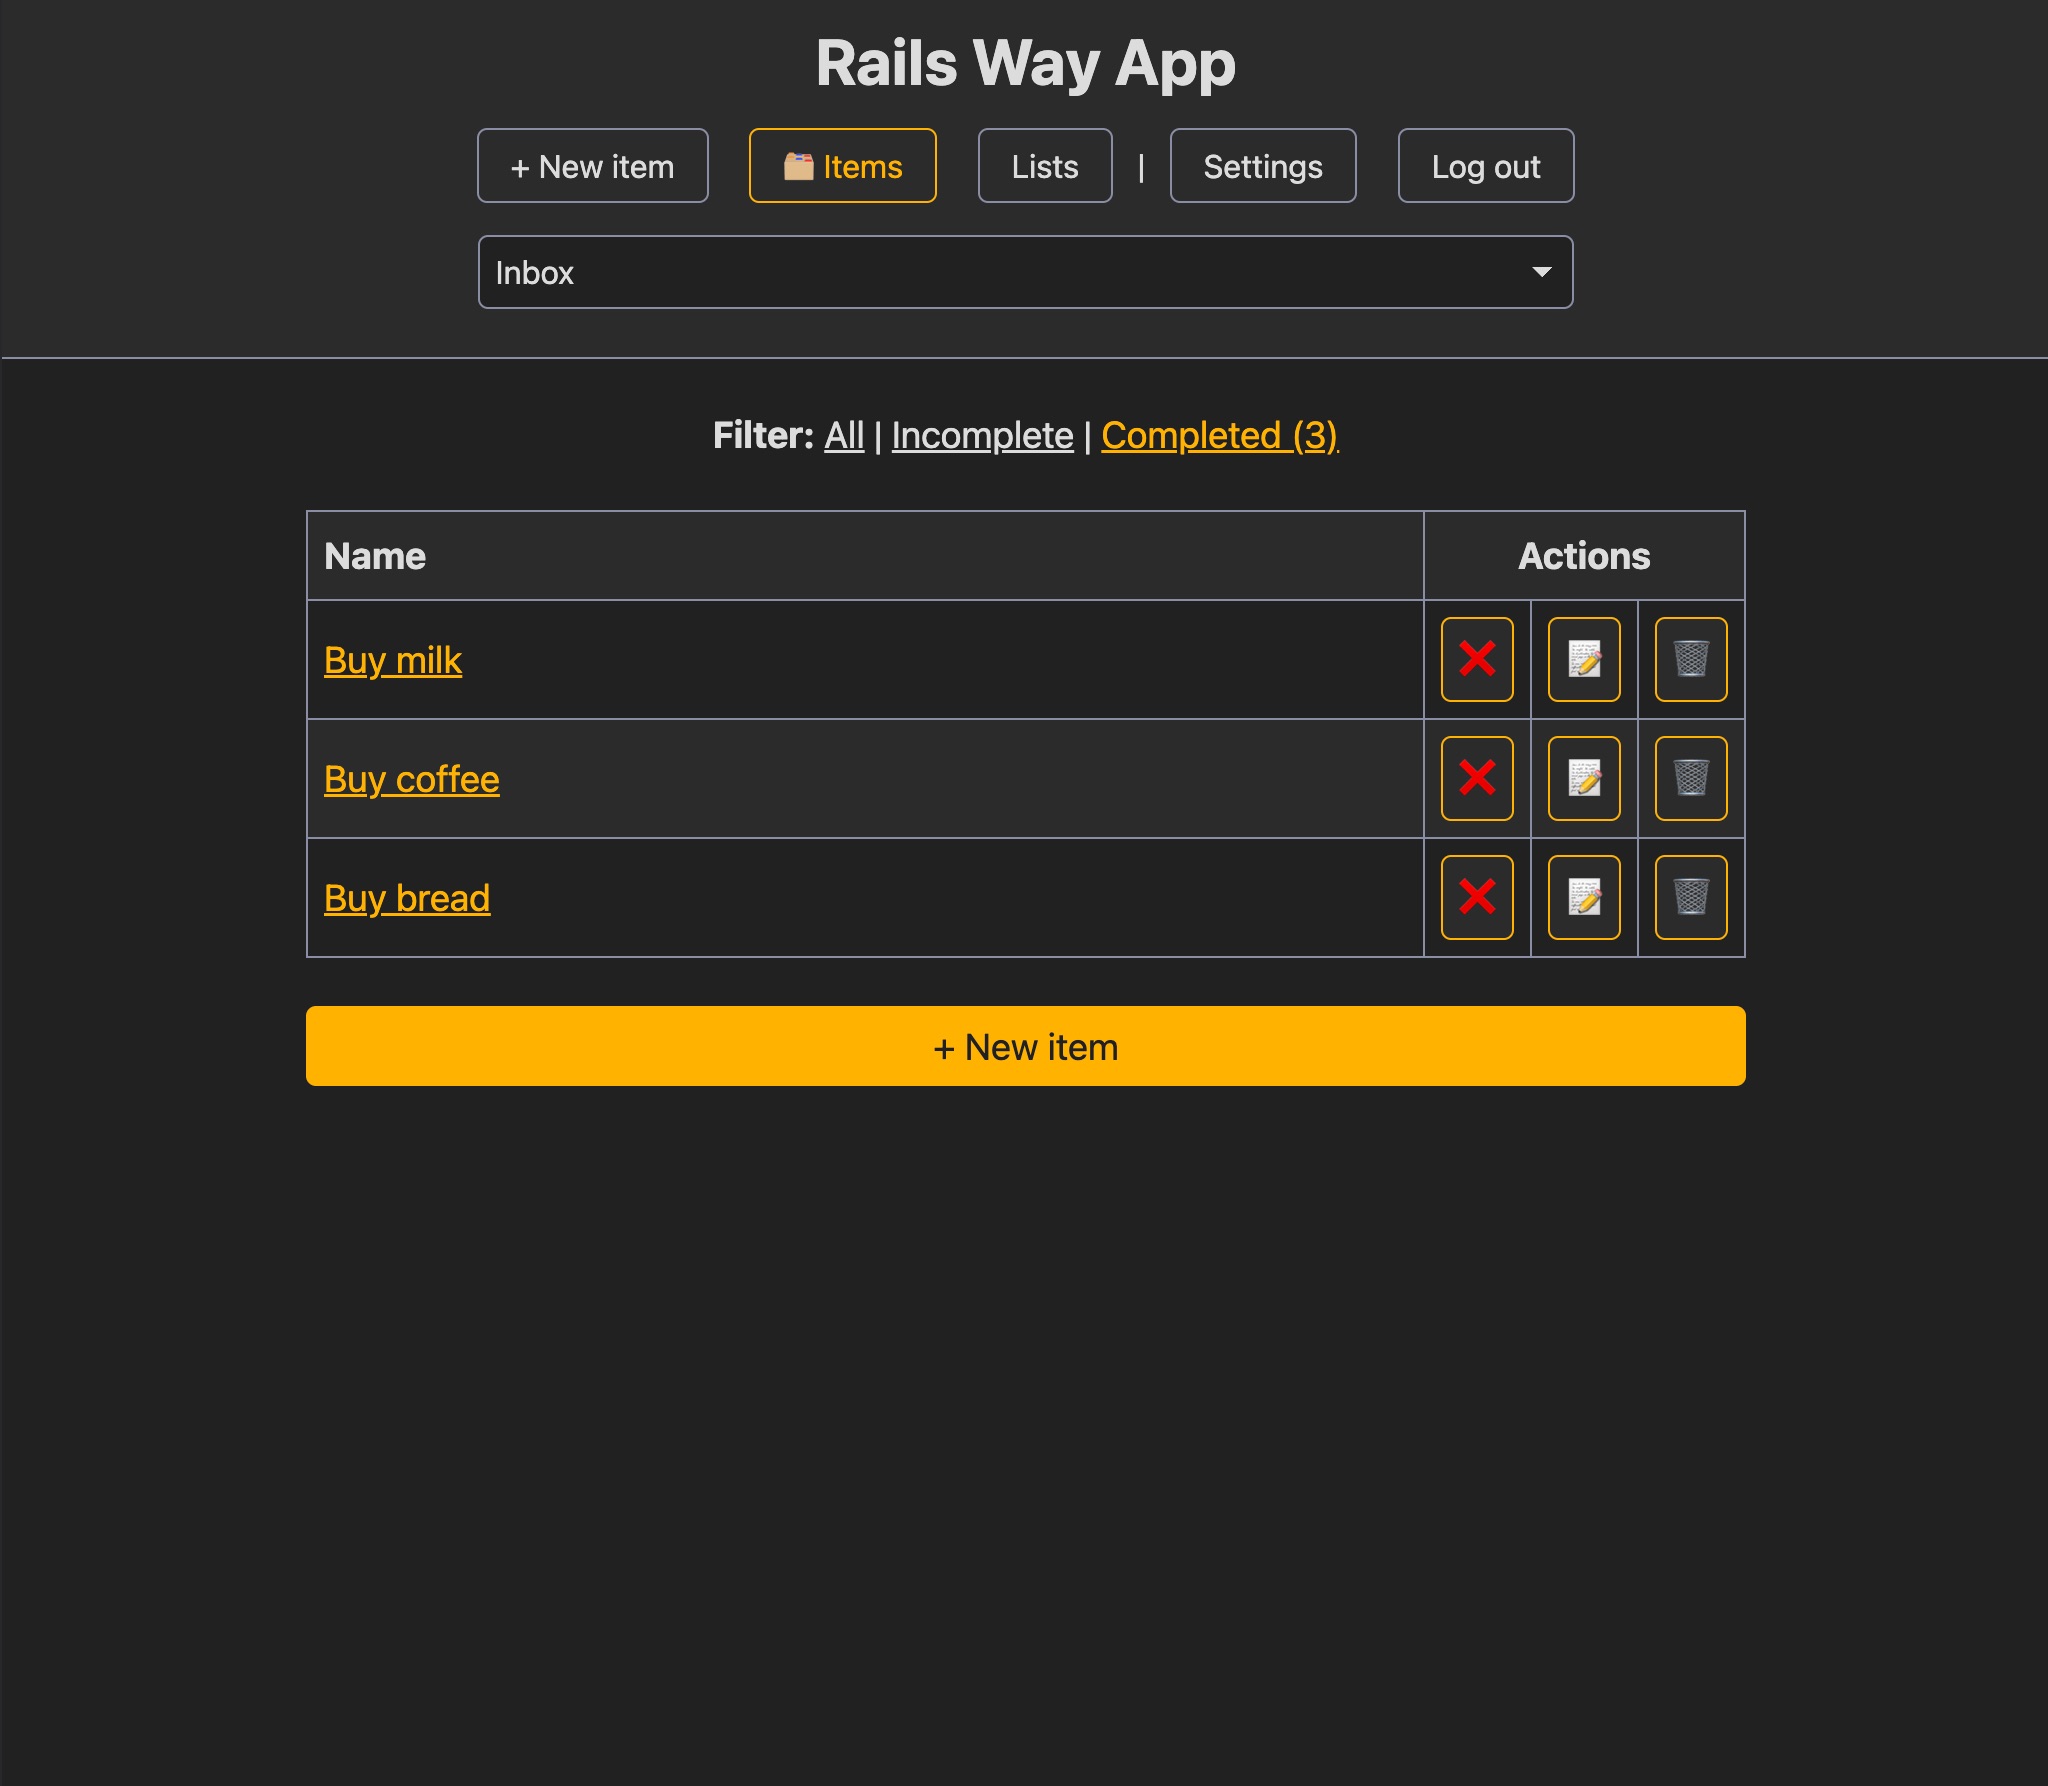 Rails Way App
+ New item
Items
Lists
|
Settings
Log out
Inbox
Filter: All | Incomplete | Completed (3)
Name
Actions
Buy milk
Buy coffee
Buy bread
+ New item